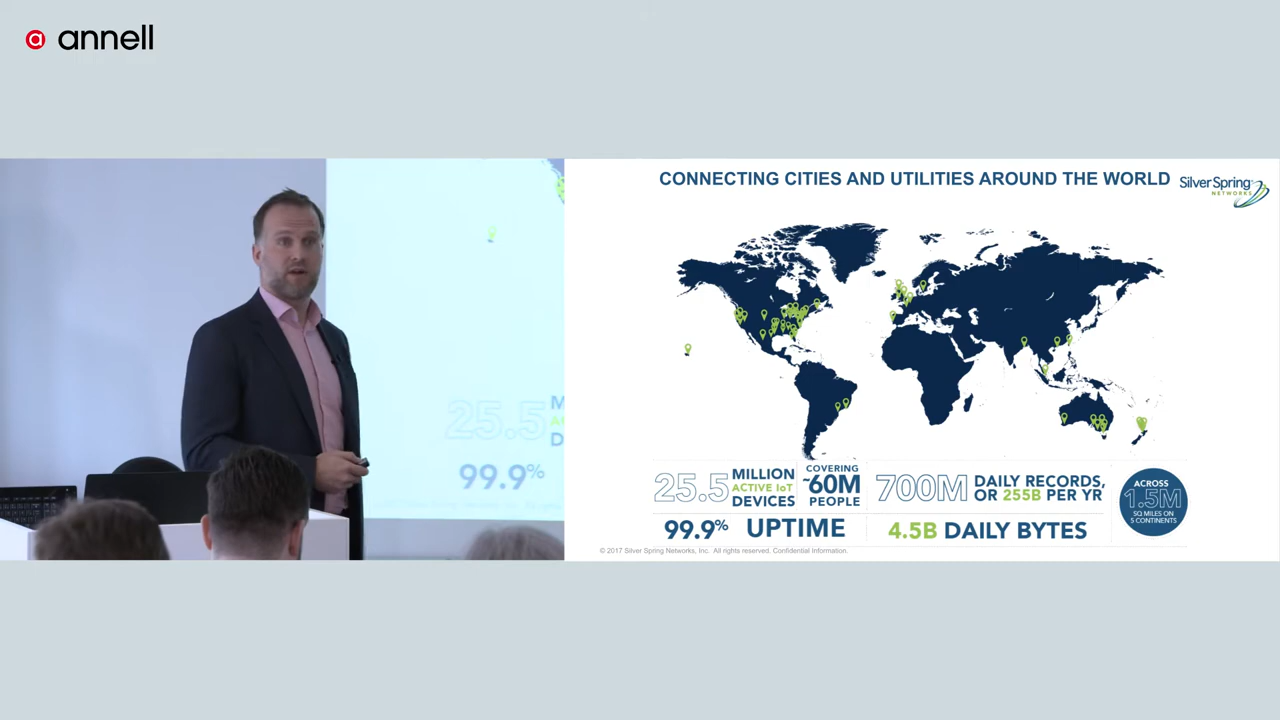 annell
CONNECTING CITIES AND UTILITIES AROUND THE WORLD
Silver Spring
NETWORKS
25.5 MILLION
ACTIVE IoT
DEVICES
COVERING
~60M
PEOPLE
700M DAILY RECORDS,
OR 255B PER YR
ACROSS
1.5M
SQ MILES ON
5 CONTINENTS
99.9% UPTIME
4.5B DAILY BYTES
© 2017 Silver Spring Networks, Inc. All rights reserved. Confidential Information.
25.5
99.9%